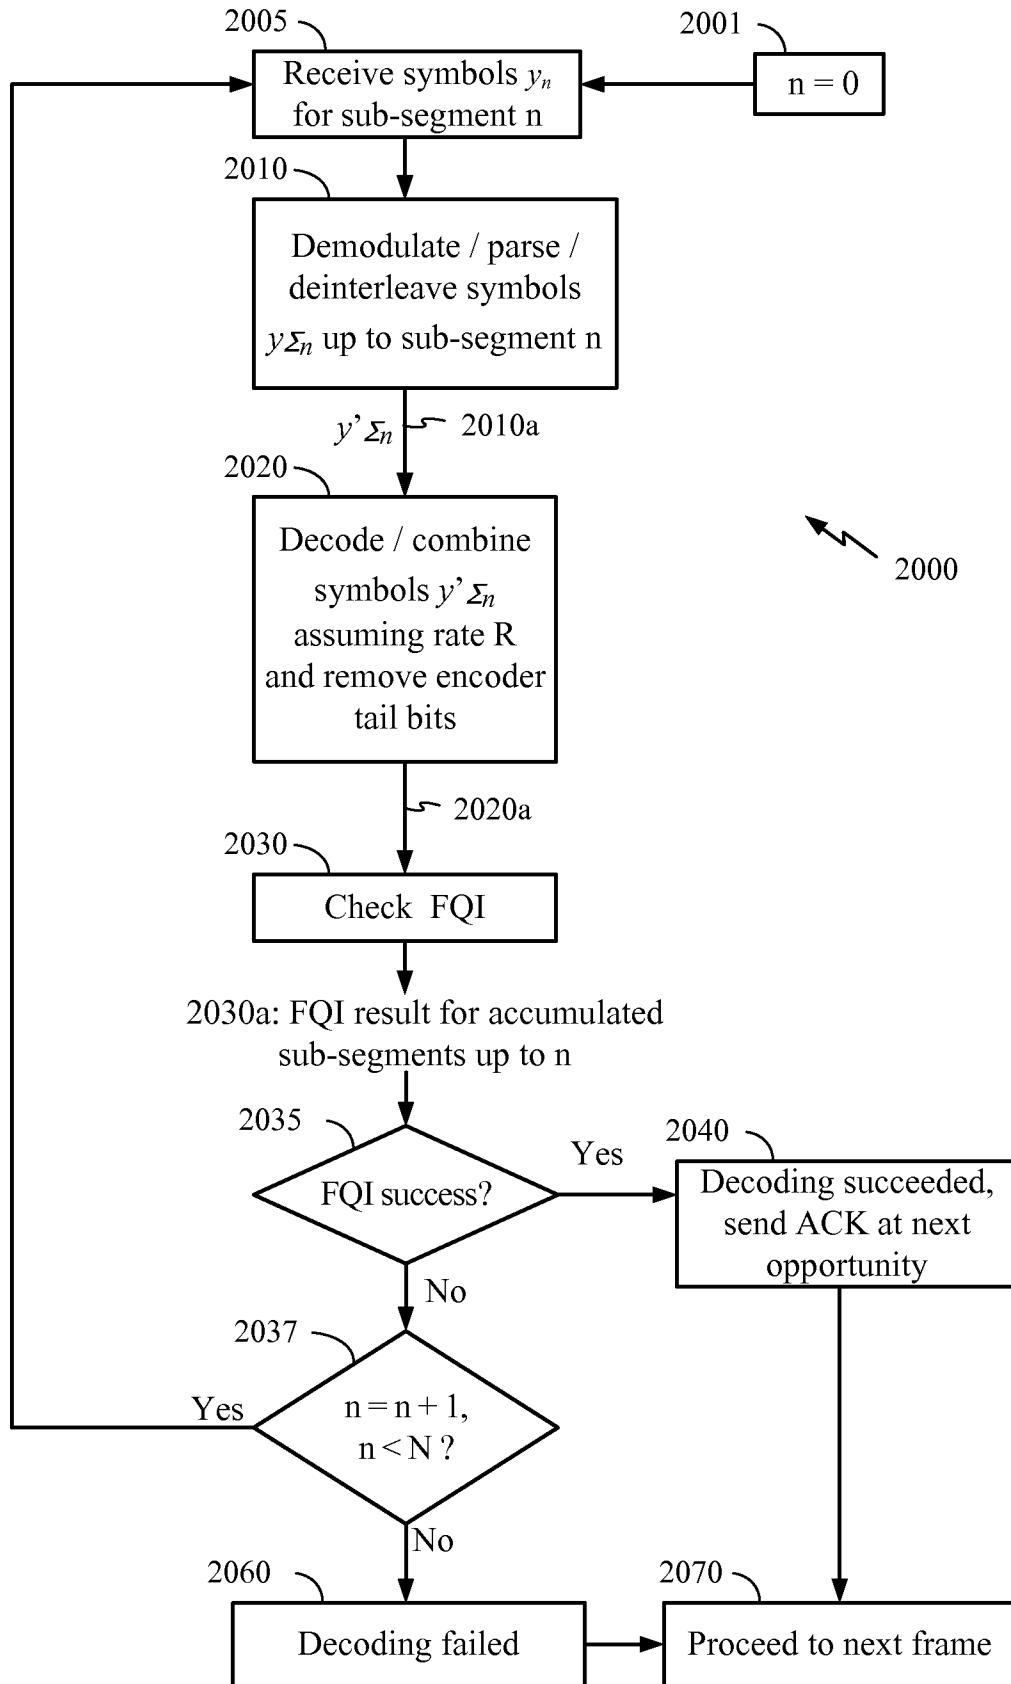 2005
2001
Receive symbols yₙ
for sub-segment n
n = 0
2010
Demodulate / parse /
deinterleave symbols
yΣₙ up to sub-segment n
y’Σₙ
2010a
2020
Decode / combine
symbols y’Σₙ
assuming rate R
and remove encoder
tail bits
2000
2020a
2030
Check FQI
2030a: FQI result for accumulated
sub-segments up to n
2035
FQI success?
Yes
2040
Decoding succeeded,
send ACK at next
opportunity
No
2037
n = n + 1,
n < N ?
Yes
No
2060
Decoding failed
2070
Proceed to next frame